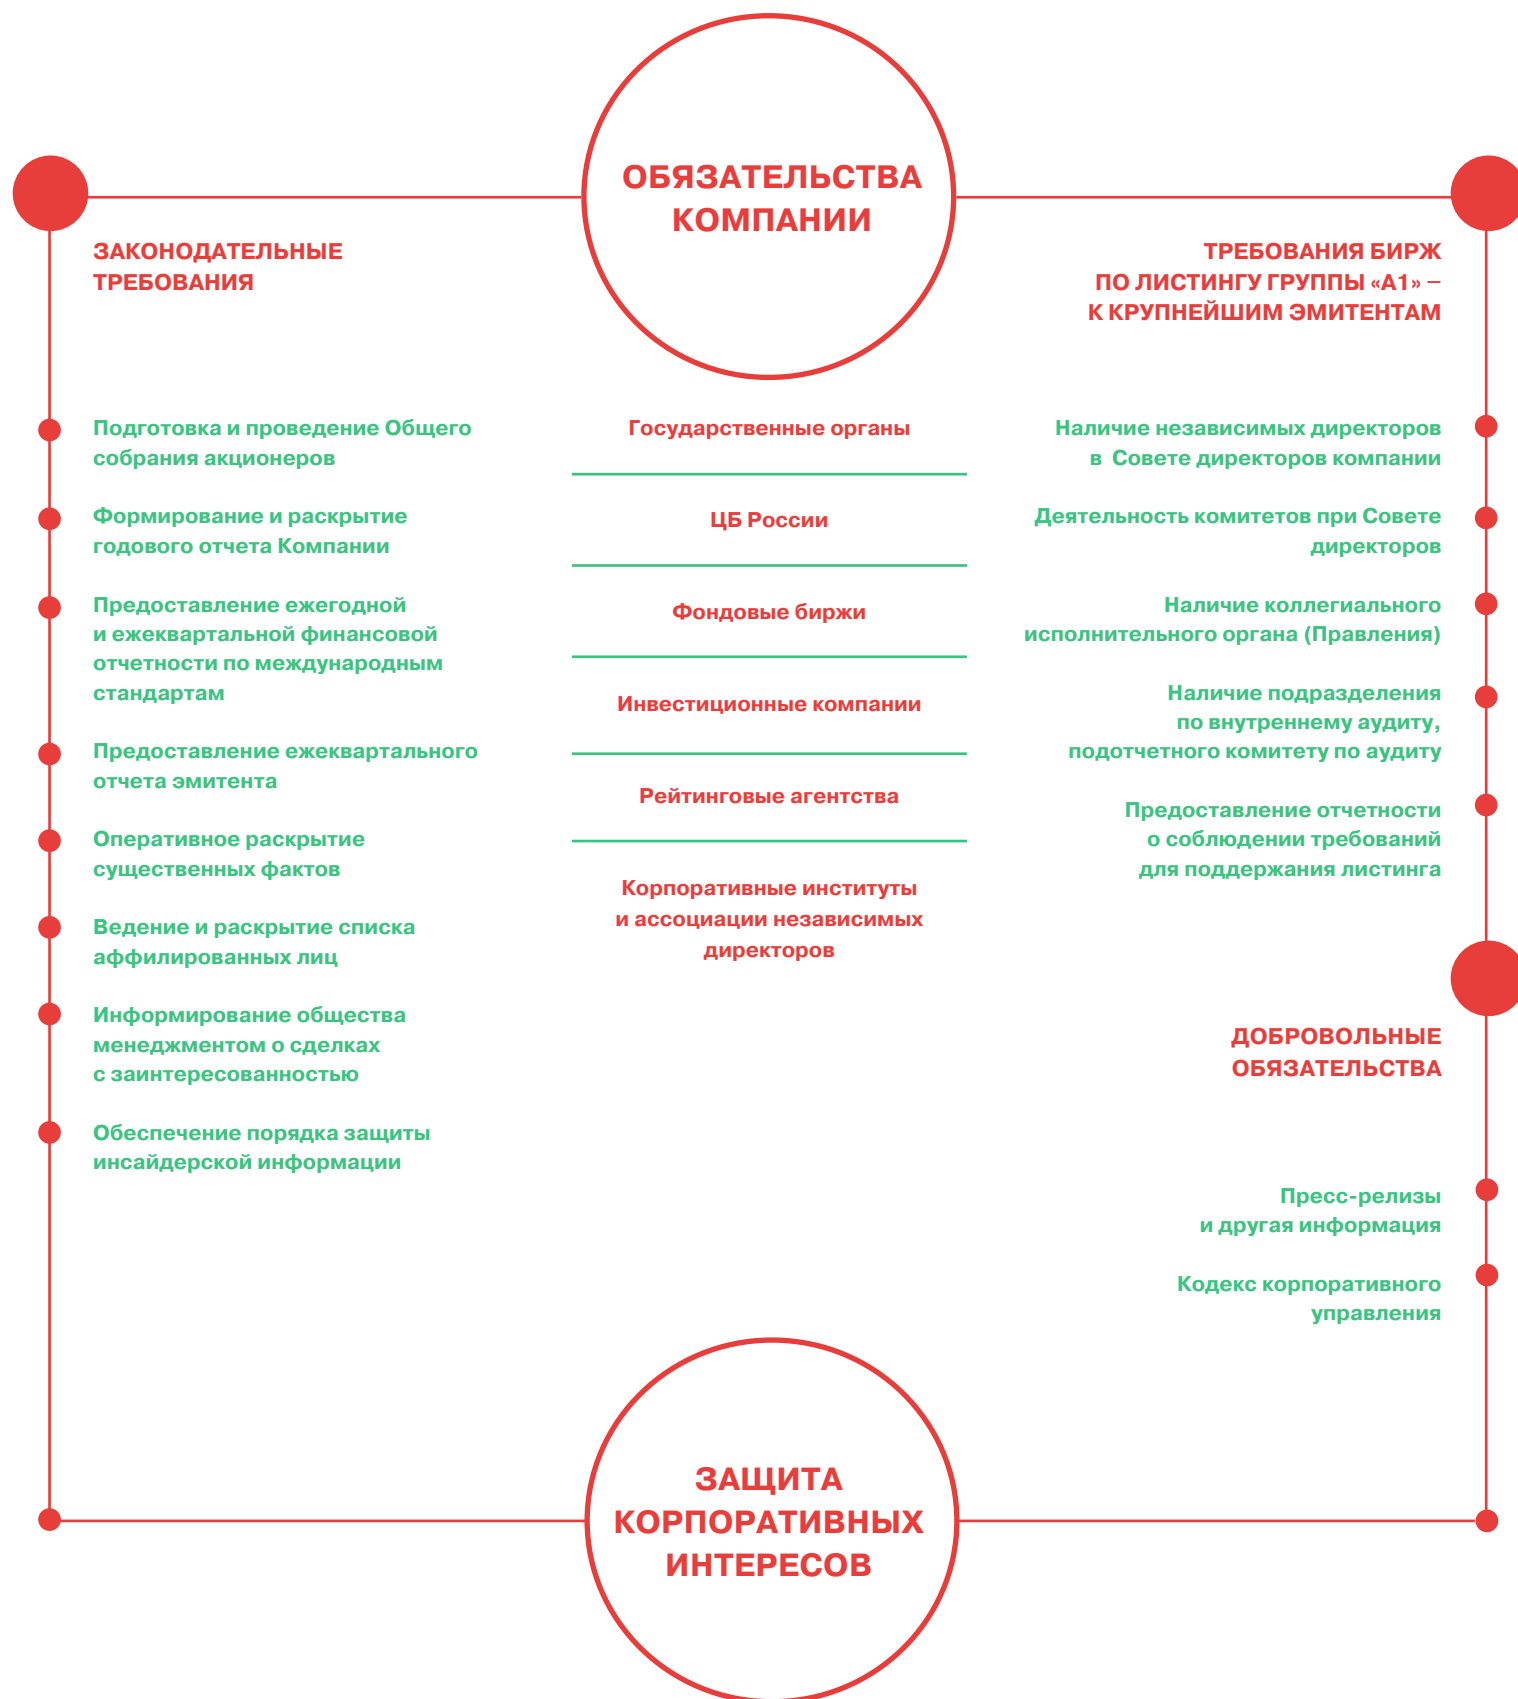 ОБЯЗАТЕЛЬСТВА
КОМПАНИИ
ЗАКОНОДАТЕЛЬНЫЕ
ТРЕБОВАНИЯ
Подготовка и проведение Общего
собрания акционеров
Формирование и раскрытие
годового отчета Компании
Предоставление ежегодной
и ежеквартальной финансовой
отчетности по международным
стандартам
Предоставление ежеквартального
отчета эмитента
Оперативное раскрытие
существенных фактов
Ведение и раскрытие списка
аффилированных лиц
Информирование общества
менеджментом о сделках
с заинтересованностью
Обеспечение порядка защиты
инсайдерской информации
Государственные органы
ЦБ России
Фондовые биржи
Инвестиционные компании
Рейтинговые агентства
Корпоративные институты
и ассоциации независимых
директоров
ТРЕБОВАНИЯ БИРЖ
ПО ЛИСТИНГУ ГРУППЫ «А1» –
К КРУПНЕЙШИМ ЭМИТЕНТАМ
Наличие независимых директоров
в Совете директоров компании
Деятельность комитетов при Совете
директоров
Наличие коллегиального
исполнительного органа (Правления)
Наличие подразделения
по внутреннему аудиту,
подотчетного комитету по аудиту
Предоставление отчетности
о соблюдении требований
для поддержания листинга
ДОБРОВОЛЬНЫЕ
ОБЯЗАТЕЛЬСТВА
Пресс-релизы
и другая информация
Кодекс корпоративного
управления
ЗАЩИТА
КОРПОРАТИВНЫХ
ИНТЕРЕСОВ